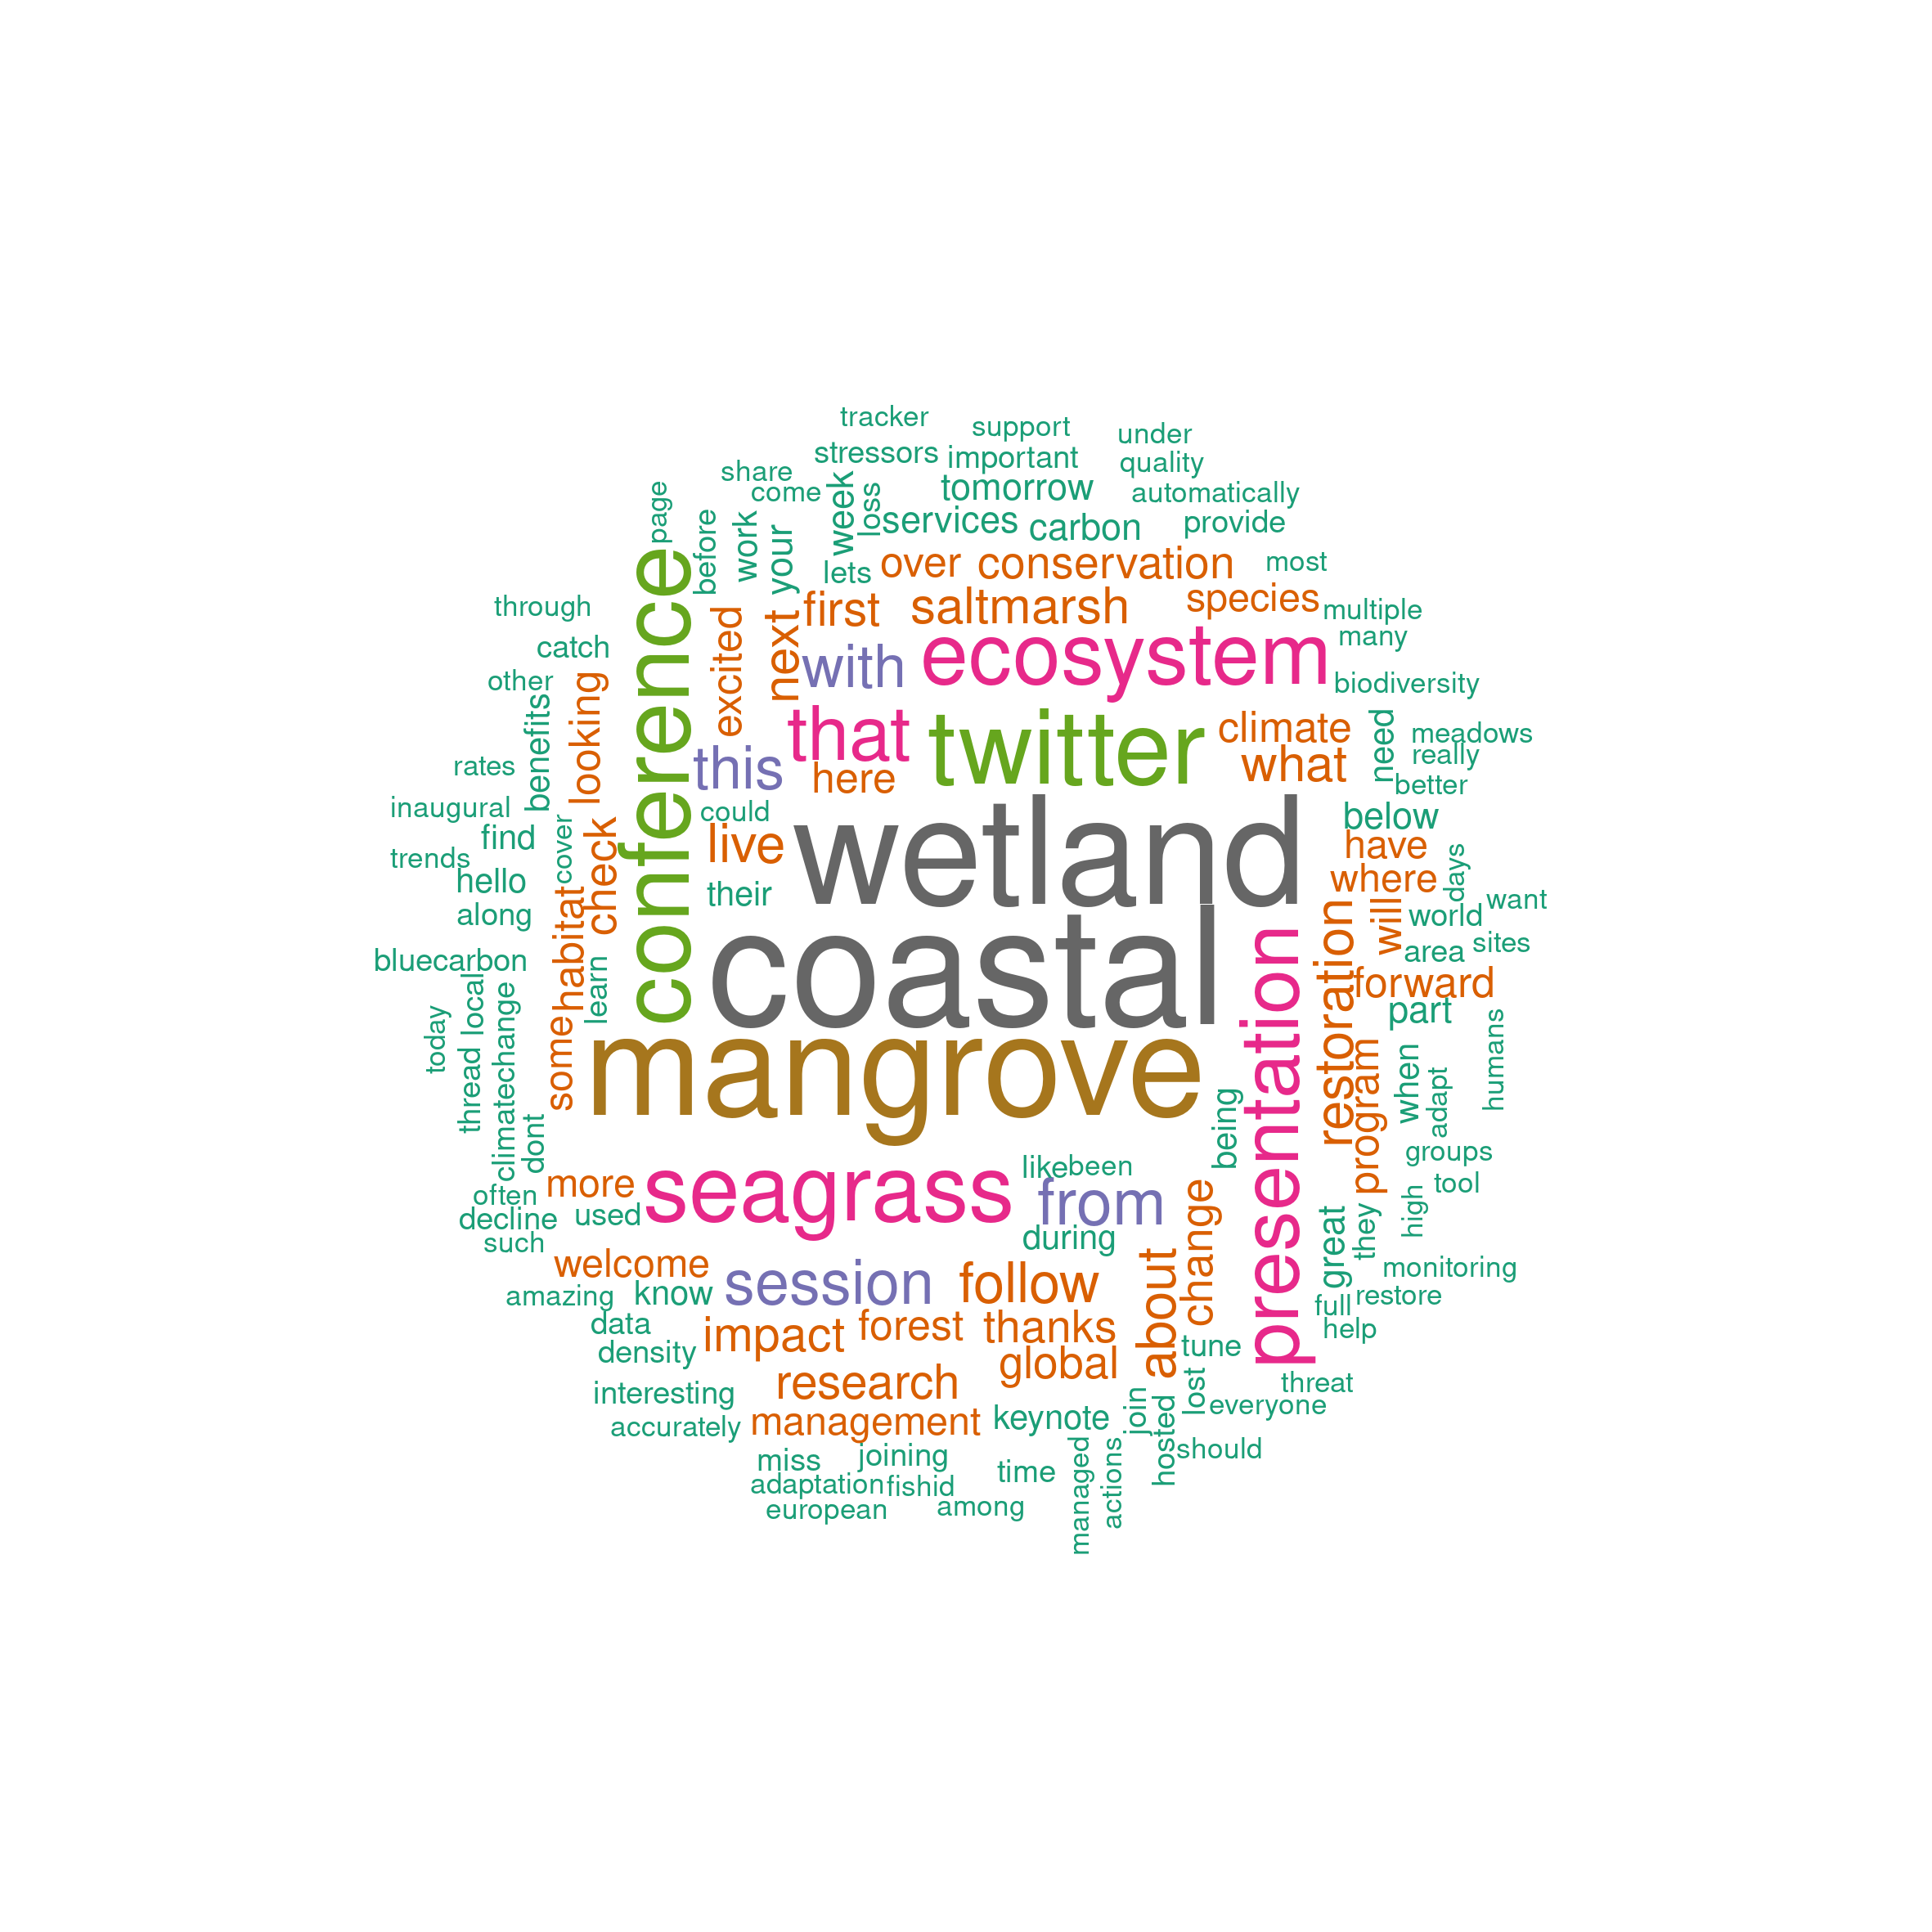 tracker
support
under
stressors
important
quality
share
come
tomorrow
automatically
page
week
loss
before
work
your
services
carbon
provide
lets
over
conservation
most
through
first
saltmarsh
species
multiple
excited
next
many
catch
with
ecosystem
other
looking
biodiversity
benefits
conference
that
twitter
climate
need
meadows
really
rates
this
here
what
better
inaugural
could
below
find
cover
check
live
wetland
have
trends
hello
their
where
days
want
along
habitat
coastal
will
world
sites
area
bluecarbon
learn
presentation
restoration
forward
local
part
today
thread
climatechange
some
mangrove
program
when
adapt
humans
dont
being
groups
more
seagrass
like
been
tool
often
used
from
change
high
decline
during
great
they
such
welcome
session
follow
about
monitoring
amazing
know
full
restore
data
impact
forest
thanks
help
density
global
tune
interesting
research
lost
threat
everyone
accurately
management
keynote
join
hosted
should
miss
joining
time
managed
actions
adaptation
fishid
european
among